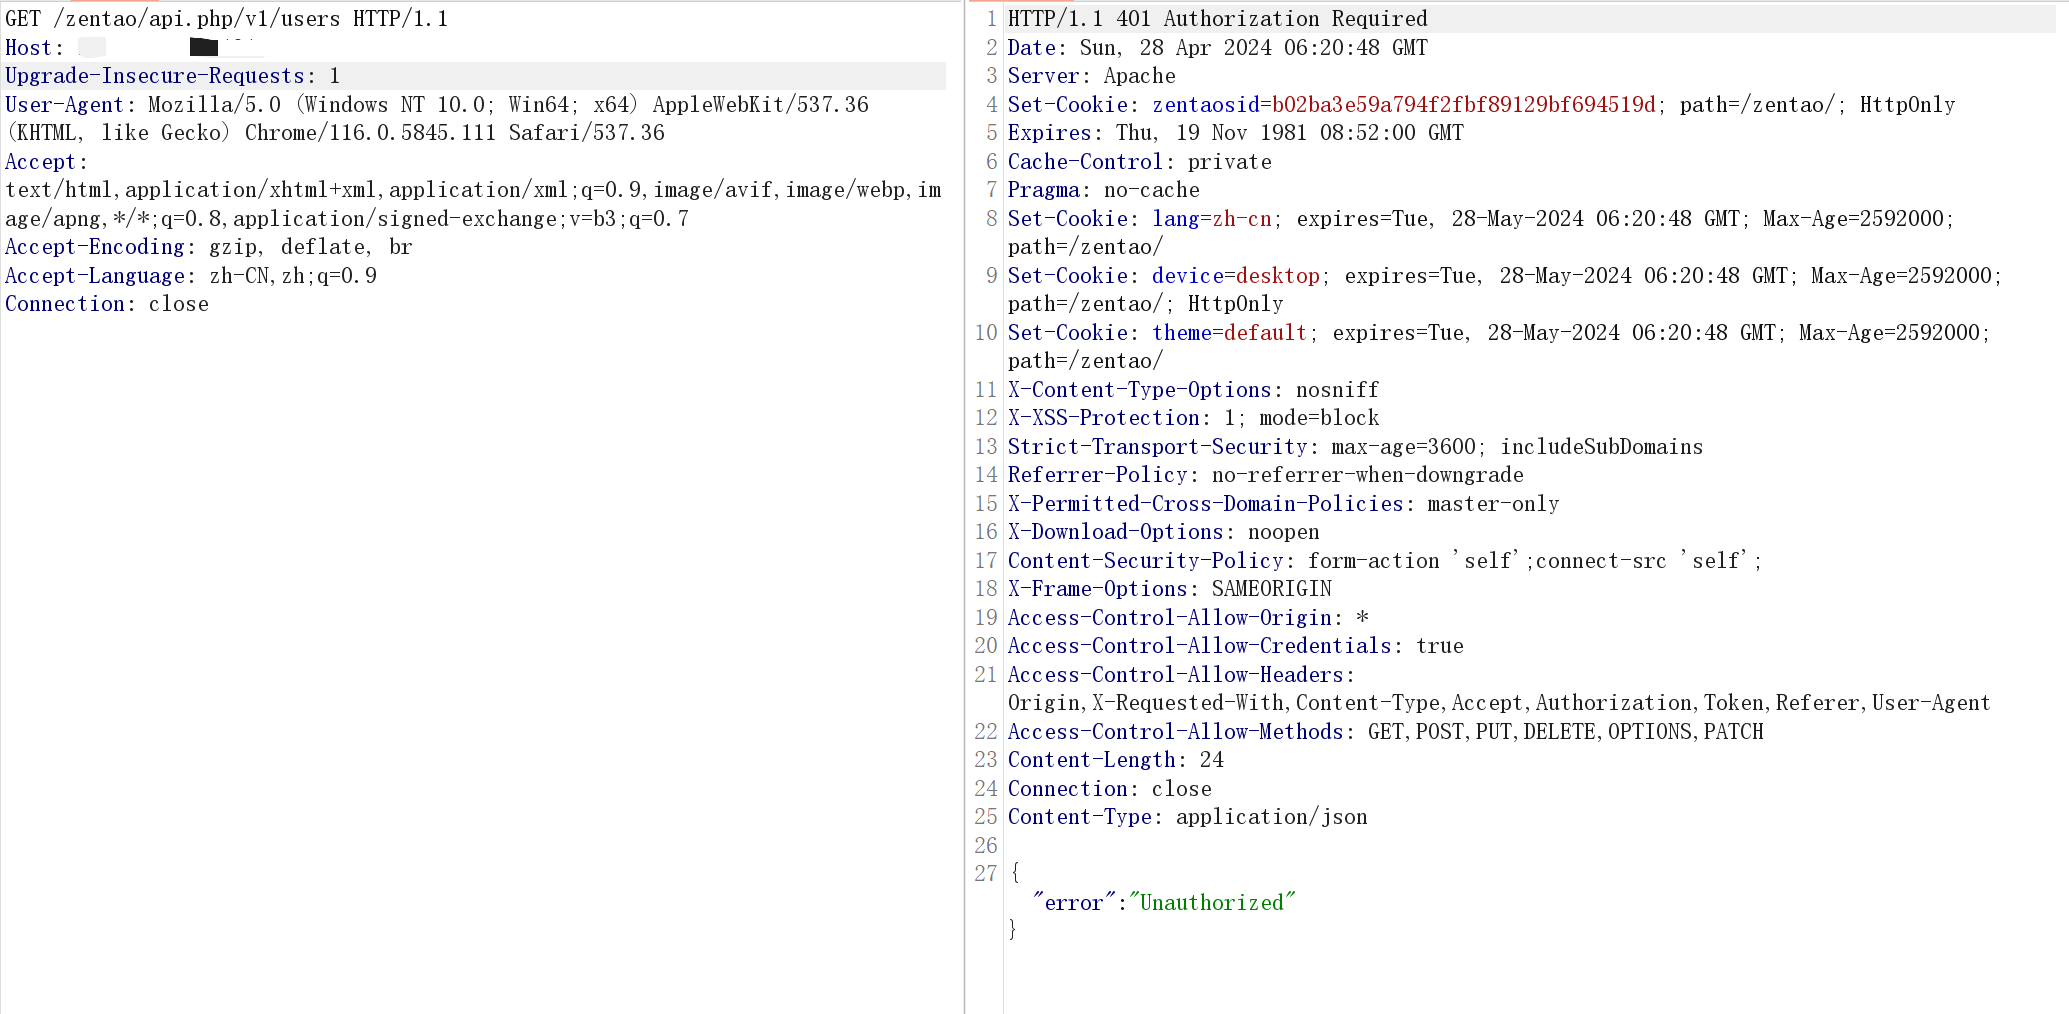 GET /zentao/api.php/v1/users HTTP/1.1
Host:
Upgrade-Insecure-Requests: 1
User-Agent: Mozilla/5.0 (Windows NT 10.0; Win64; x64) AppleWebKit/537.36
(KHTML, like Gecko) Chrome/116.0.5845.111 Safari/537.36
Accept:
text/html,application/xhtml+xml,application/xml;q=0.9,image/avif,image/webp,im
age/apng,*/*;q=0.8,application/signed-exchange;v=b3;q=0.7
Accept-Encoding: gzip, deflate, br
Accept-Language: zh-CN,zh;q=0.9
Connection: close
1 HTTP/1.1 401 Authorization Required
2 Date: Sun, 28 Apr 2024 06:20:48 GMT
3 Server: Apache
4 Set-Cookie: zentaosid=b02ba3e59a794f2fbf89129bf694519d; path=/zentao/; HttpOnly
5 Expires: Thu, 19 Nov 1981 08:52:00 GMT
6 Cache-Control: private
7 Pragma: no-cache
8 Set-Cookie: lang=zh-cn; expires=Tue, 28-May-2024 06:20:48 GMT; Max-Age=2592000;
path=/zentao/
9 Set-Cookie: device=desktop; expires=Tue, 28-May-2024 06:20:48 GMT; Max-Age=2592000;
path=/zentao/; HttpOnly
10 Set-Cookie: theme=default; expires=Tue, 28-May-2024 06:20:48 GMT; Max-Age=2592000;
path=/zentao/
11 X-Content-Type-Options: nosniff
12 X-XSS-Protection: 1; mode=block
13 Strict-Transport-Security: max-age=3600; includeSubDomains
14 Referrer-Policy: no-referrer-when-downgrade
15 X-Permitted-Cross-Domain-Policies: master-only
16 X-Download-Options: noopen
17 Content-Security-Policy: form-action 'self';connect-src 'self';
18 X-Frame-Options: SAMEORIGIN
19 Access-Control-Allow-Origin: *
20 Access-Control-Allow-Credentials: true
21 Access-Control-Allow-Headers:
Origin,X-Requested-With,Content-Type,Accept,Authorization,Token,Referer,User-Agent
22 Access-Control-Allow-Methods: GET,POST,PUT,DELETE,OPTIONS,PATCH
23 Content-Length: 24
24 Connection: close
25 Content-Type: application/json
26
27 {
"error":"Unauthorized"
}